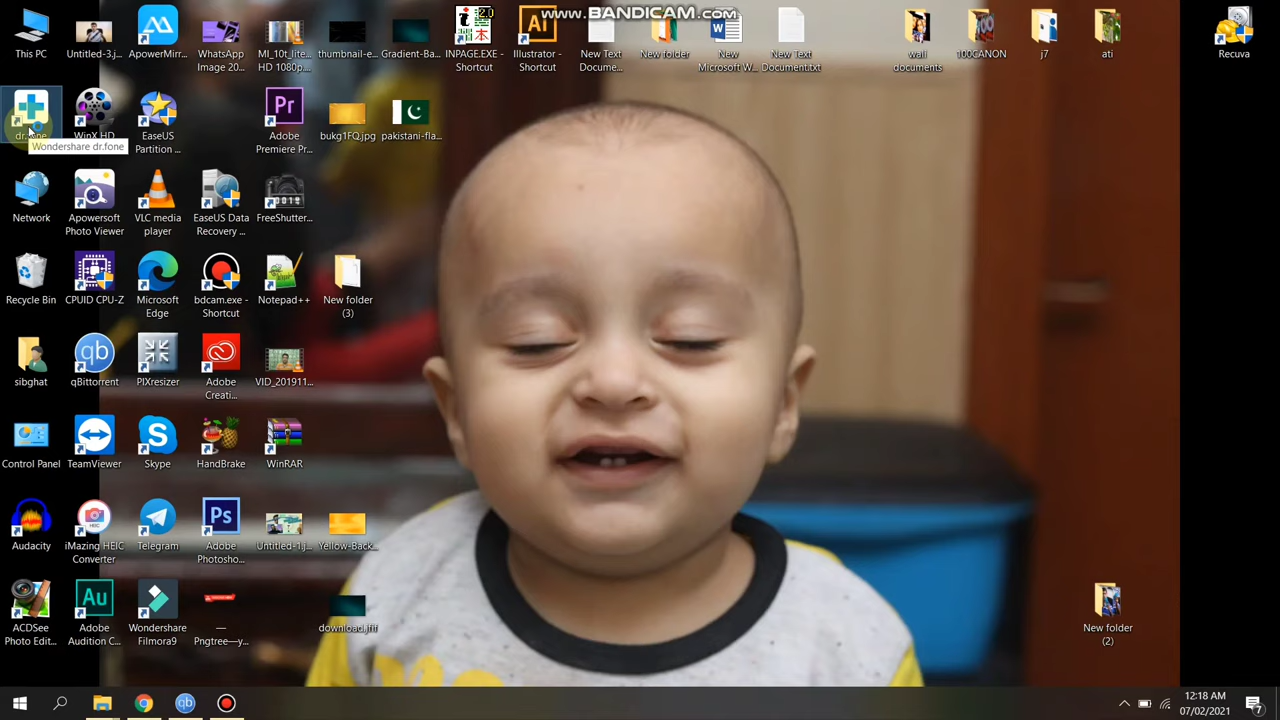 www.BANDICAM.com
This PC
Untitled-3.j...
ApowerMirr...
WhatsApp
Image 20...
MI_10t_lite...
HD 1080p...
thumbnail-e...
Gradient-Ba...
INPAGE.EXE -
Shortcut
Illustrator -
Shortcut
New Text
Docume...
New folder
New
Microsoft W...
New Text
Document.txt
wall
documents
100CANON
j7
ati
Recuva
dr.fone
Wondershare dr.fone
WinX HD
EaseUS
Partition ...
Adobe
Premiere Pr...
bukg1FQ.jpg
pakistani-fla...
Network
Apowersoft
Photo Viewer
VLC media
player
EaseUS Data
Recovery ...
FreeShutter...
Recycle Bin
CPUID CPU-Z
Microsoft
Edge
bdcam.exe -
Shortcut
Notepad++
New folder
(3)
sibghat
qBittorrent
PIXresizer
Adobe
Creati...
VID_201911...
Control Panel
TeamViewer
Skype
HandBrake
WinRAR
Audacity
iMazing HEIC
Converter
Telegram
Adobe
Photosho...
Untitled-1.j...
Yellow-Back...
ACDSee
Photo Edit...
Adobe
Audition C...
Wondershare
Filmora9
—
Pngtree—y...
download.jfif
New folder
(2)
12:18 AM
07/02/2021
7